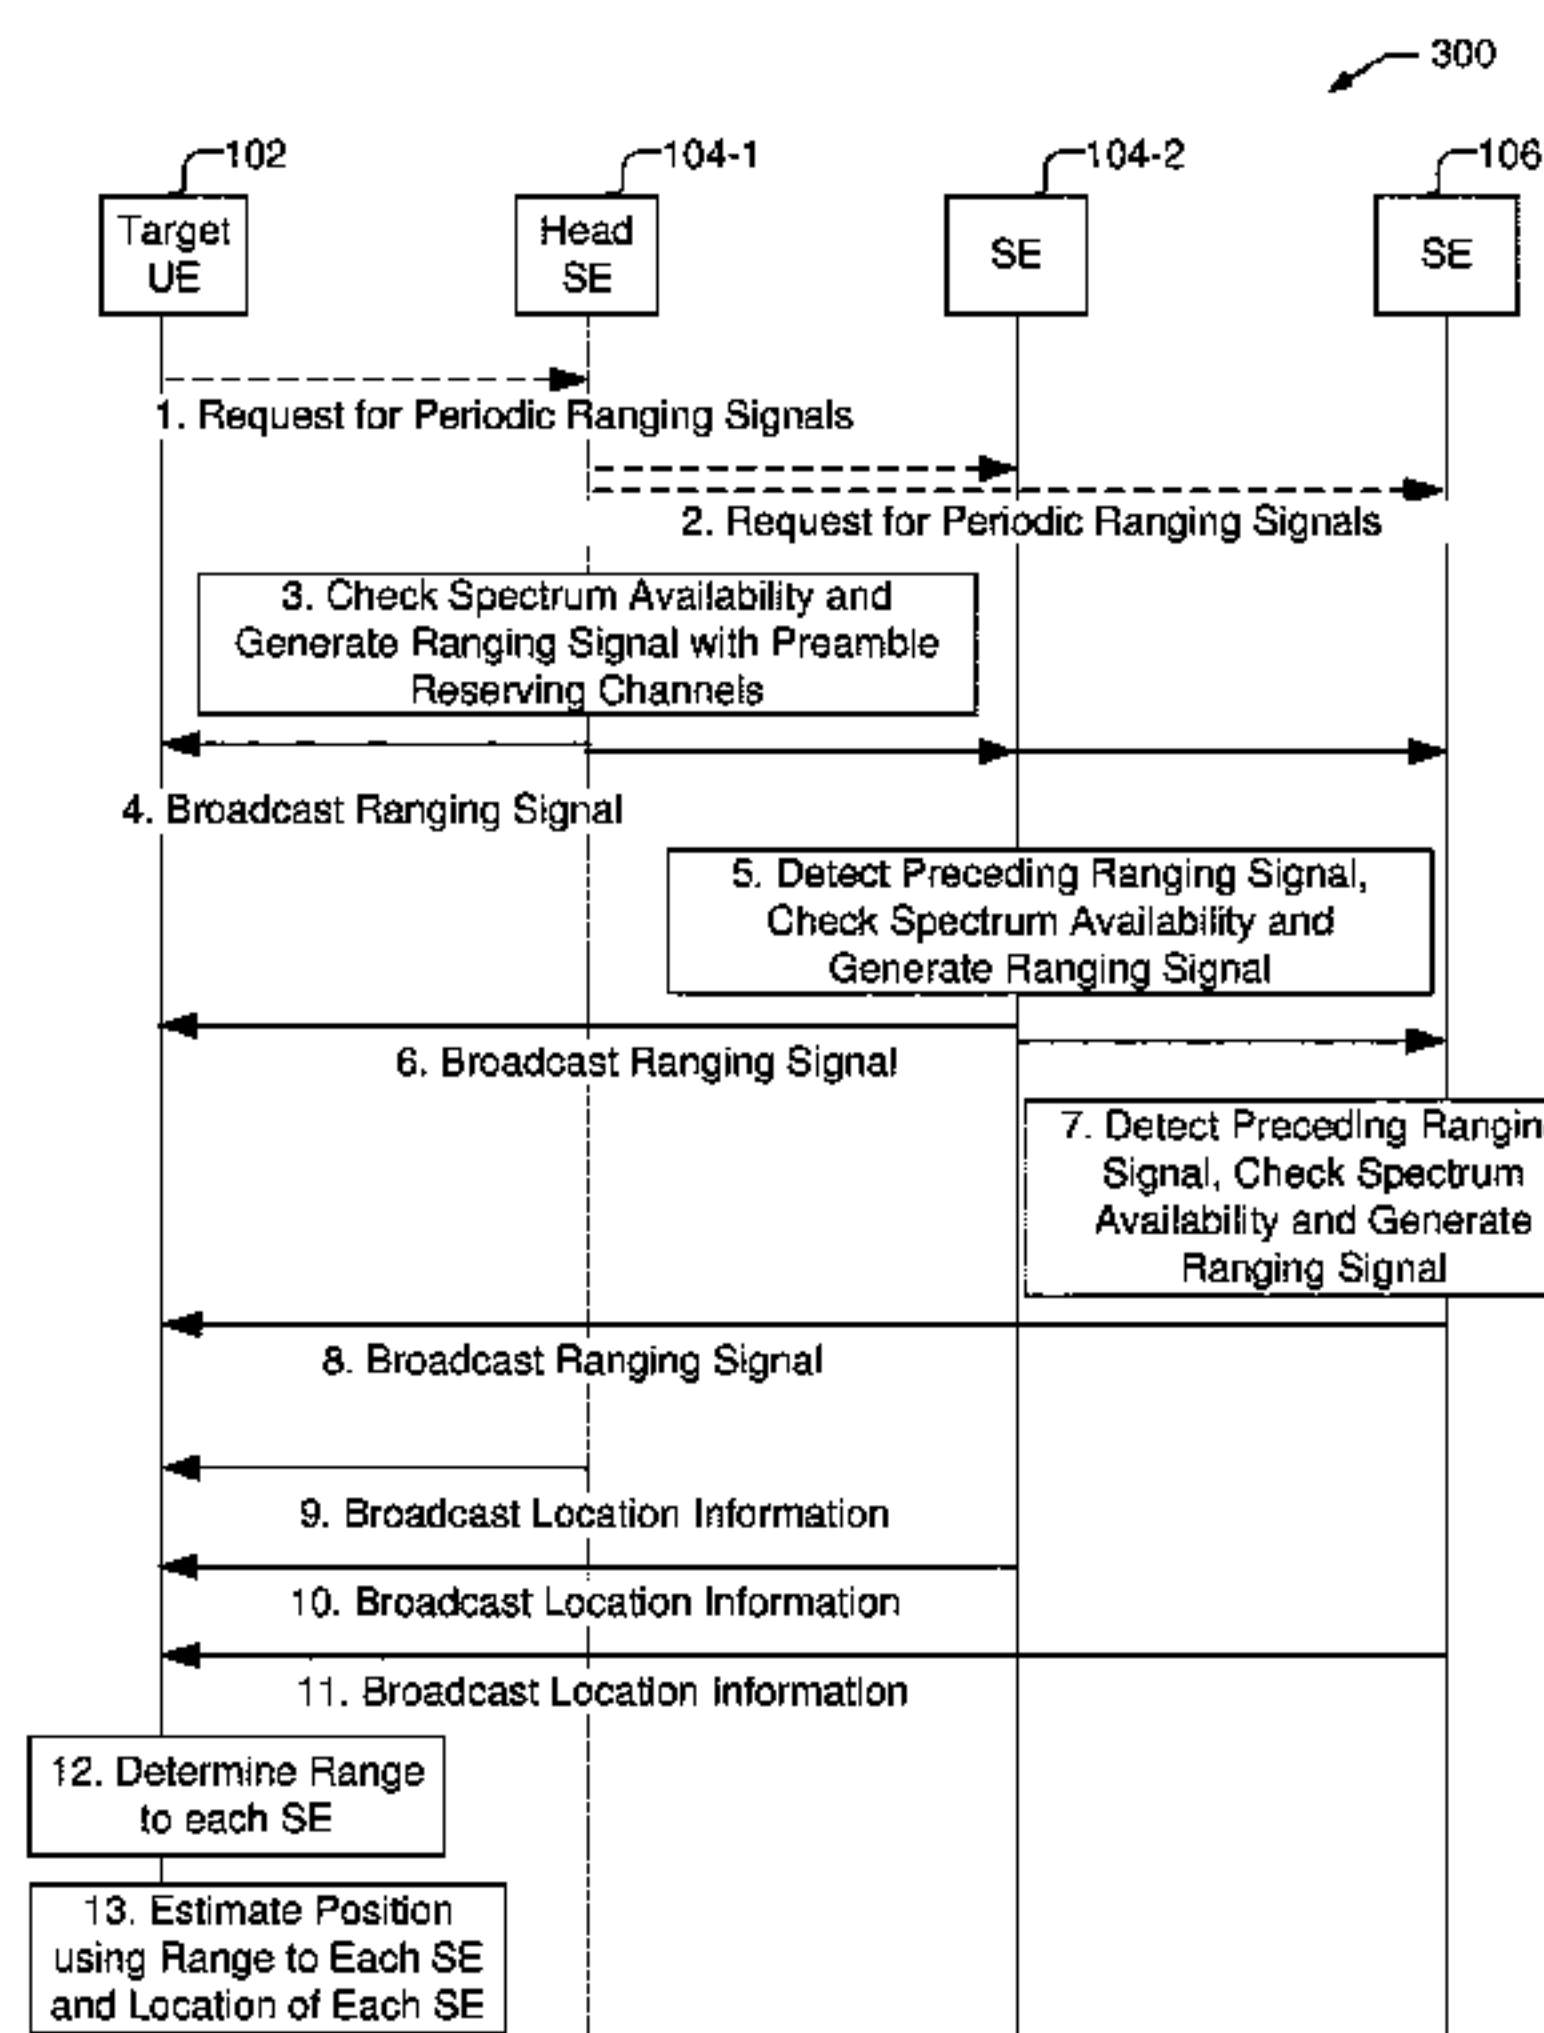 300
102
104-1
104-2
106
Target
UE
Head
SE
SE
SE
1. Request for Periodic Ranging Signals
2. Request for Periodic Ranging Signals
3. Check Spectrum Availability and
Generate Ranging Signal with Preamble
Reserving Channels
4. Broadcast Ranging Signal
5. Detect Preceding Ranging Signal,
Check Spectrum Availability and
Generate Ranging Signal
6. Broadcast Ranging Signal
7. Detect Preceding Rangin
Signal, Check Spectrum
Availability and Generate
Ranging Signal
8. Broadcast Ranging Signal
9. Broadcast Location Information
10. Broadcast Location Information
11. Broadcast Location Information
12. Determine Range
to each SE
13. Estimate Position
using Range to Each SE
and Location of Each SE